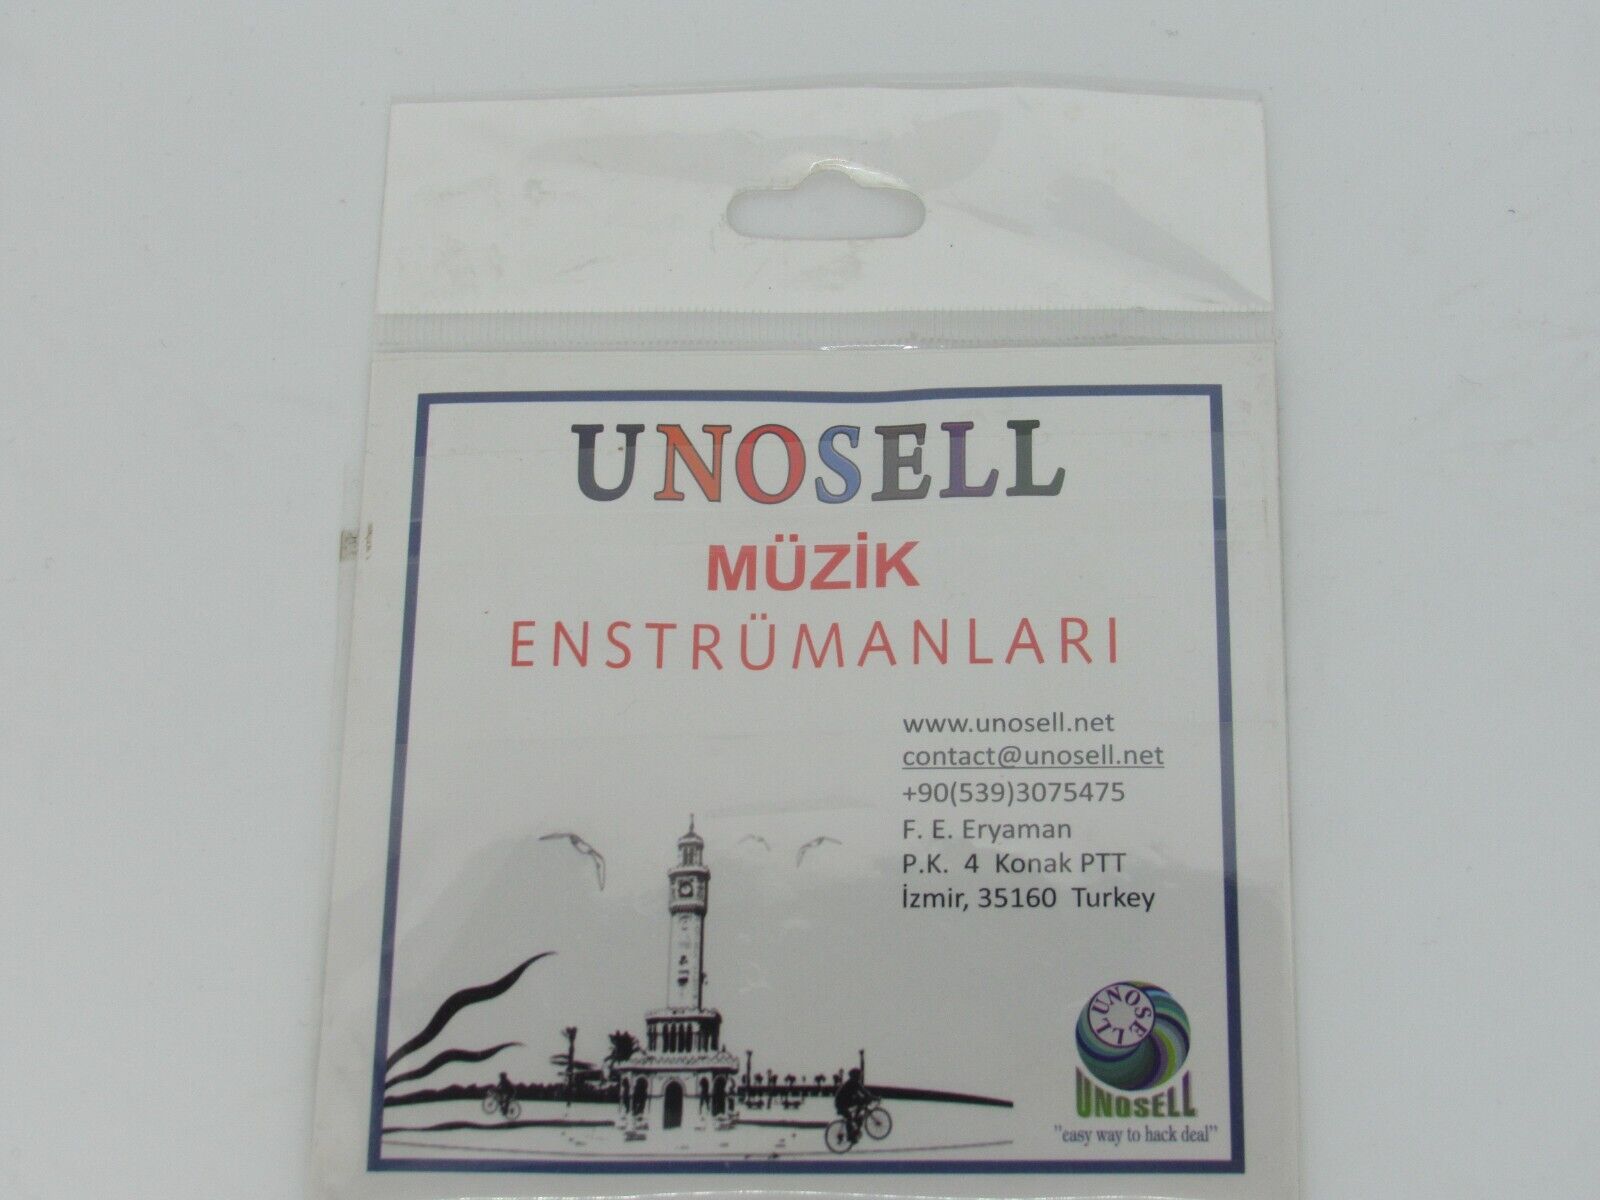 UNOSELL
MÜZİK
ENSTRÜMANLARI
www.unosell.net
contact@unosell.net
+90(539)3075475
F. E. Eryaman
P.K. 4 Konak PTT
İzmir, 35160 Turkey
UNOSELL
UNOSELL
"easy way to hack deal"